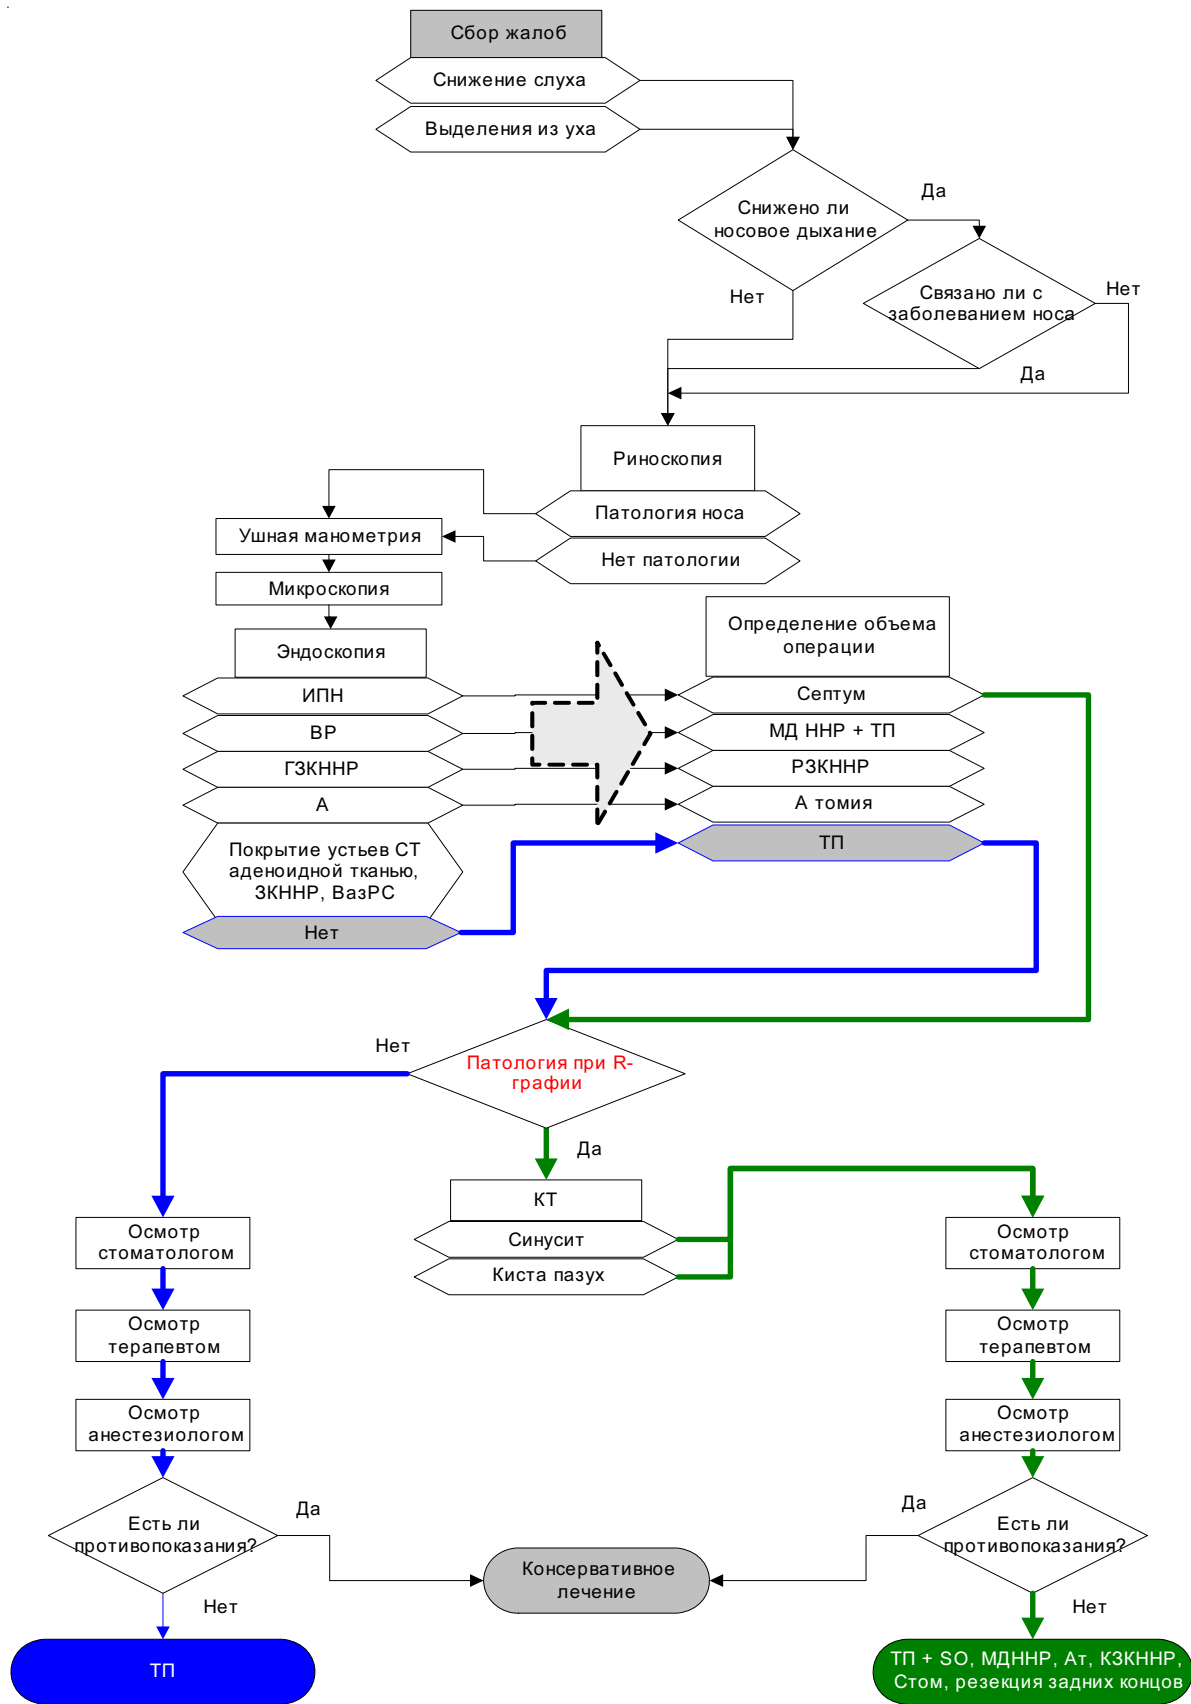 Сбор жалоб
Снижение слуха
Выделения из уха
Да
Снижено ли
носовое дыхание
Нет
Связано ли с
заболеванием носа
Нет
Да
Риноскопия
Патология носа
Нет патологии
Ушная манометрия
Микроскопия
Эндоскопия
ИПН
ВР
ГЗКННР
А
Покрытие устьев СТ
аденоидной тканью,
ЗКННР, ВазРС
Нет
Определение объема
операции
Септум
МД ННР + ТП
РЗКННР
А томия
ТП
Нет
Патология при R-
графии
Да
КТ
Синусит
Киста пазух
Осмотр
стоматологом
Осмотр
терапевтом
Осмотр
анестезиологом
Есть ли
противопоказания?
Да
Нет
ТП
Консервативное
лечение
Осмотр
стоматологом
Осмотр
терапевтом
Осмотр
анестезиологом
Да
Есть ли
противопоказания?
Нет
ТП + SO, МДННР, Ат, КЗКННР,
Стом, резекция задних концов